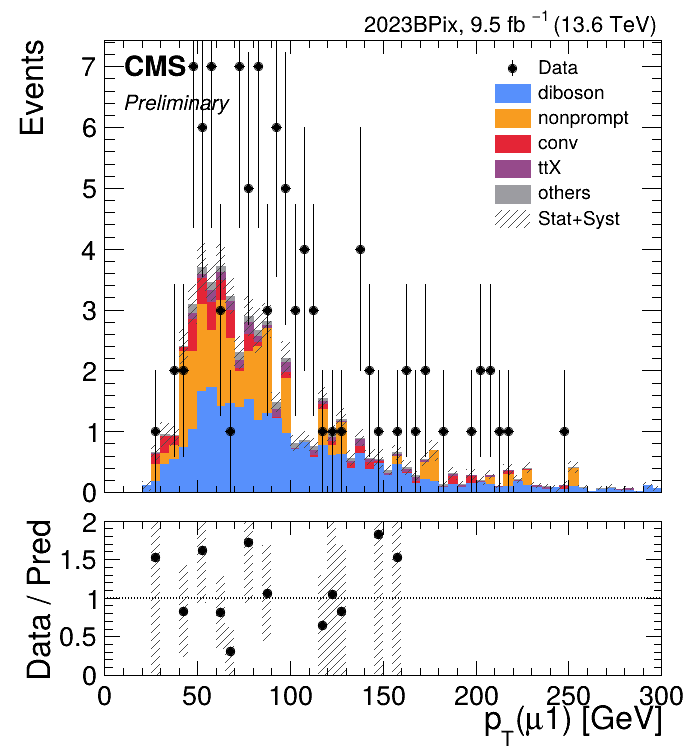 2023BPix, 9.5 fb⁻¹ (13.6 TeV)
CMS
Preliminary
Events
7
6
5
4
3
2
1
0
Data
diboson
nonprompt
conv
ttX
others
Stat+Syst
Data / Pred
2
1.5
1
0.5
0
0 50 100 150 200 250 300
p_T(μ1) [GeV]